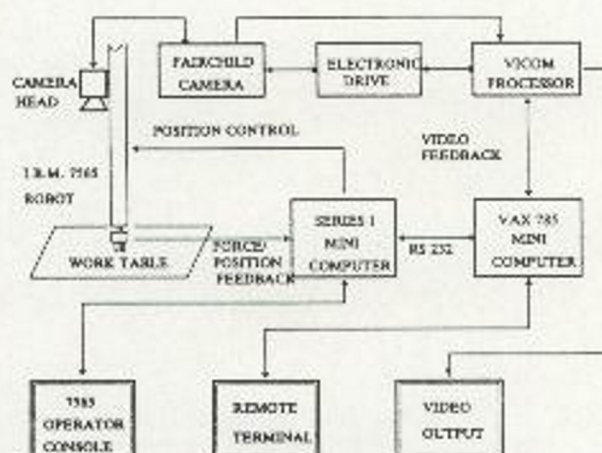 FAIRCHILD
CAMERA
ELECTRONIC
DRIVE
VICOM
PROCESSOR
CAMERA
HEAD
POSITION CONTROL
VIDEO
FEEDBACK
I.B.M. 7565
ROBOT
SERIES 1
MINI
COMPUTER
VAX 785
MINI
COMPUTER
RS 232
FORCE/
POSITION
FEEDBACK
WORK TABLE
7565
OPERATOR
CONSOLE
REMOTE
TERMINAL
VIDEO
OUTPUT